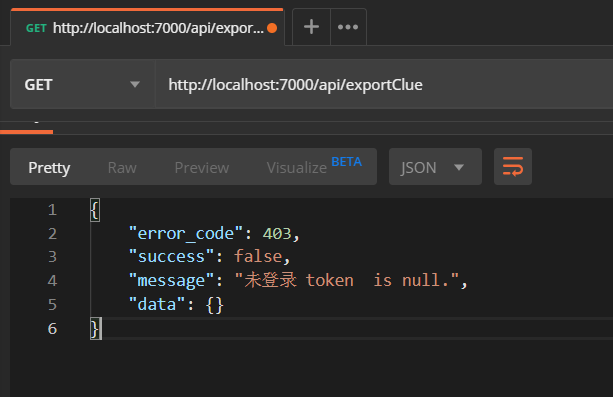 GET http://localhost:7000/api/expor...
GET http://localhost:7000/api/exportClue
Pretty Raw Preview Visualize BETA JSON
1 {
2 "error_code": 403,
3 "success": false,
4 "message": "未登录 token  is null.",
5 "data": {}
6 }